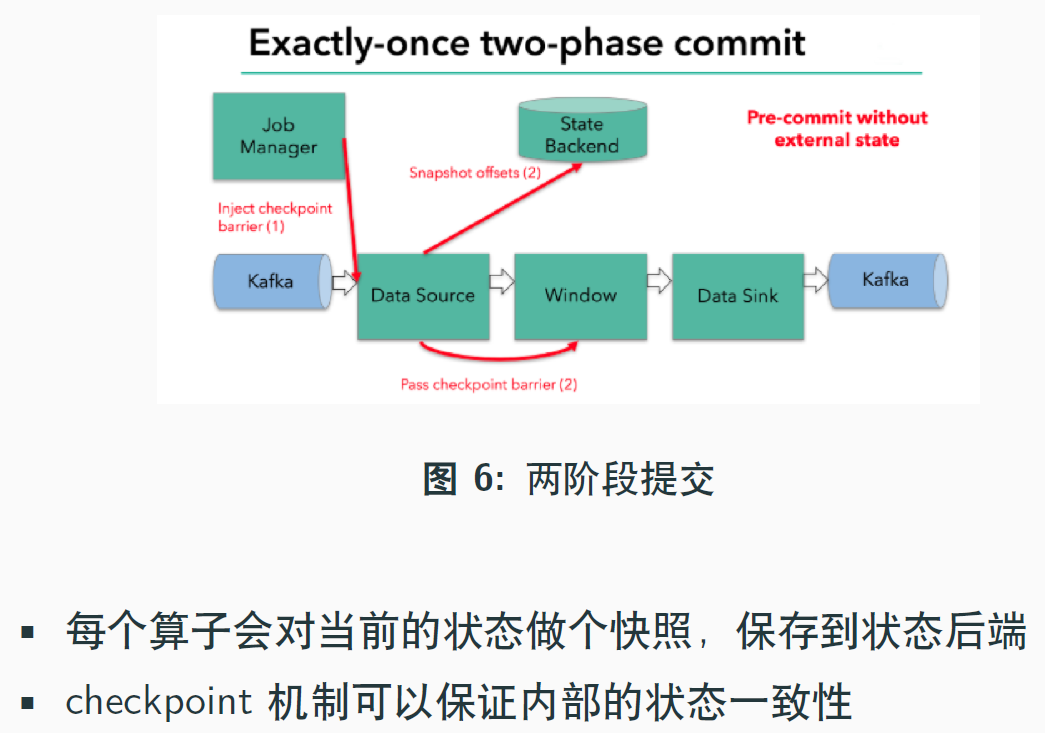 Exactly-once two-phase commit
Job
Manager
State
Backend
Pre-commit without
external state
Snapshot offsets (2)
Inject checkpoint
barrier (1)
Kafka
Data Source
Window
Data Sink
Kafka
Pass checkpoint barrier (2)
图 6: 两阶段提交
▪ 每个算子会对当前的状态做个快照，保存到状态后端
▪ checkpoint 机制可以保证内部的状态一致性